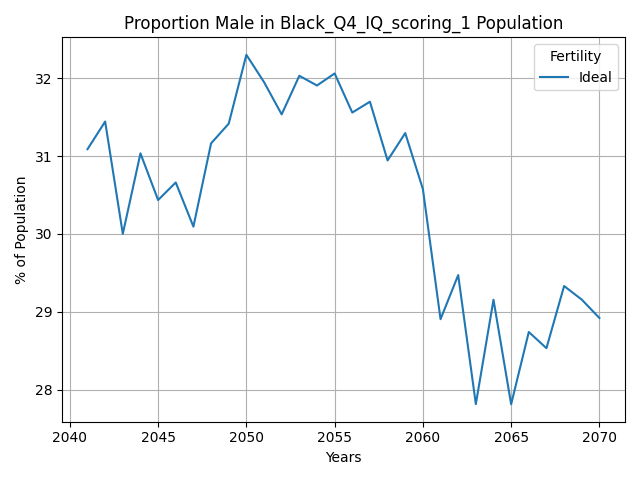 Proportion Male in Black_Q4_IQ_scoring_1 Population
Fertility
Ideal
32
31
30
29
28
% of Population
2040 2045 2050 2055 2060 2065 2070
Years